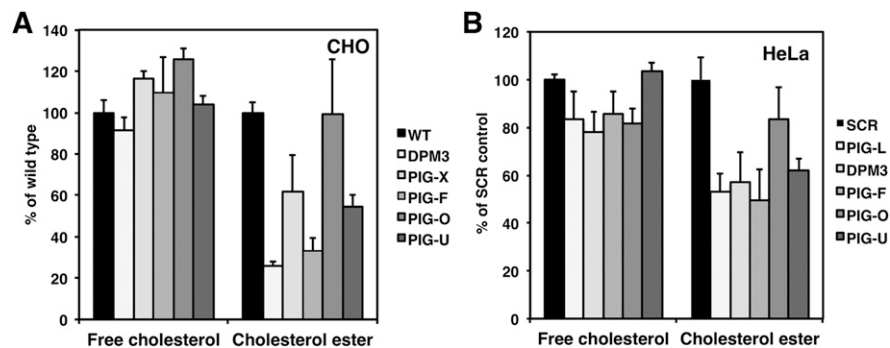 A
CHO
% of wild type
140
120
100
80
60
40
20
0
Free cholesterol
Cholesterol ester
WT
DPM3
PIG-X
PIG-F
PIG-O
PIG-U
B
HeLa
% of SCR control
120
100
80
60
40
20
0
Free cholesterol
Cholesterol ester
SCR
PIG-L
DPM3
PIG-F
PIG-O
PIG-U